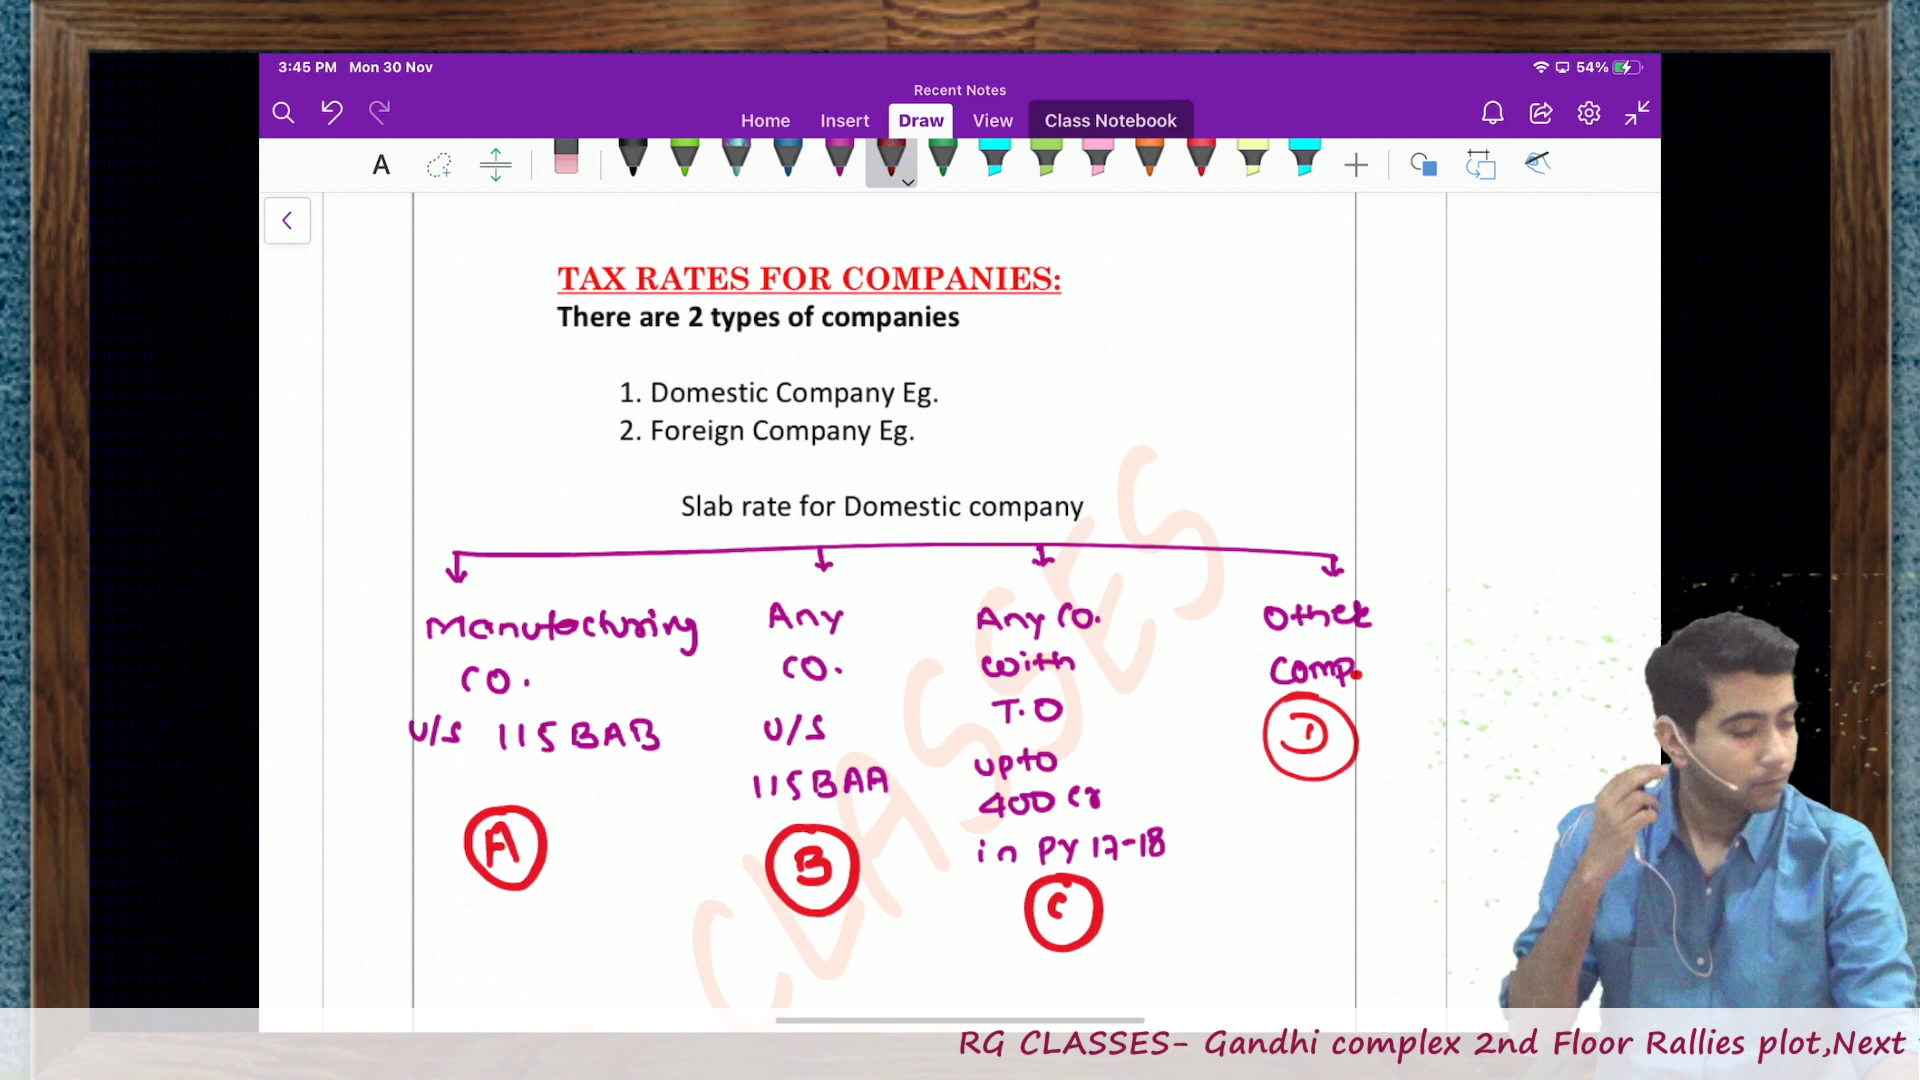 3:45 PM Mon 30 Nov
54%
Recent Notes
Home Insert Draw View Class Notebook
A
TAX RATES FOR COMPANIES:
There are 2 types of companies
1. Domestic Company Eg.
2. Foreign Company Eg.
Slab rate for Domestic company
Manufacturing
CO.
U/S 115BAB
A
Any
CO.
U/S
115BAA
B
Any CO.
with
T.O
upto
400 cr
in PY 17-18
C
Other
Comp.
D
CLASSES
RG CLASSES- Gandhi complex 2nd Floor Rallies plot,Next